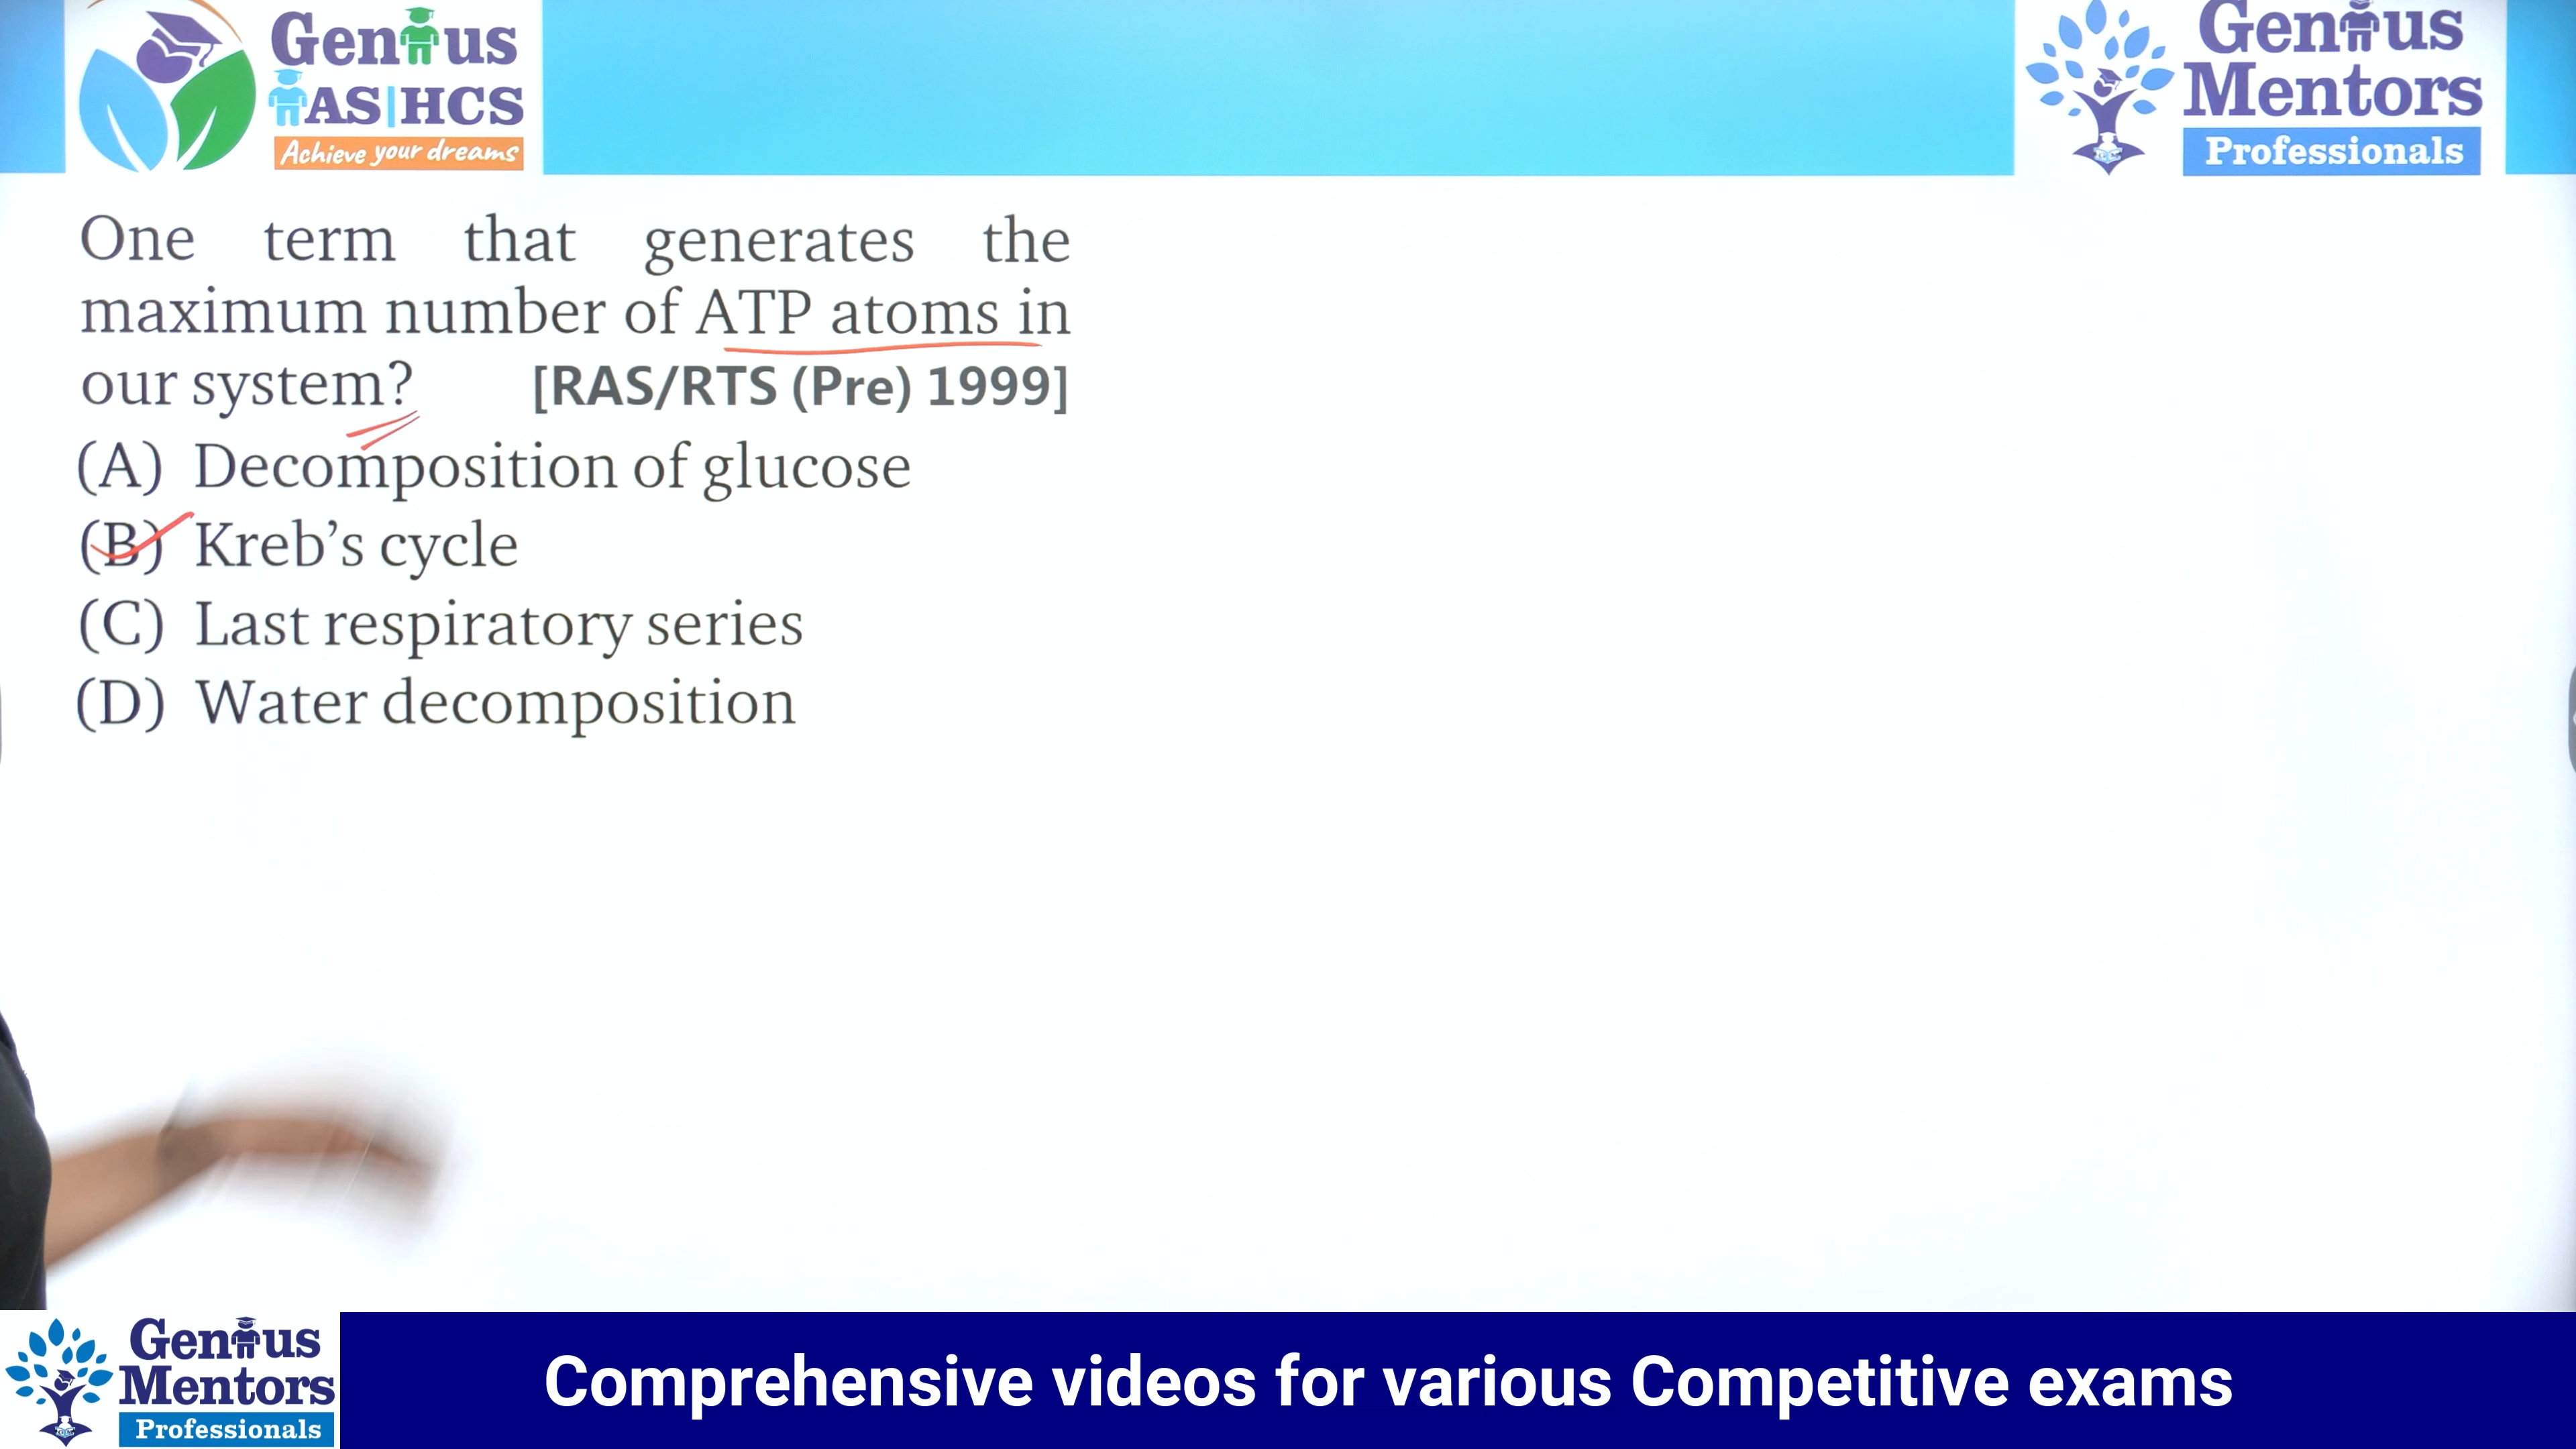 Genius
IAS|HCS
Achieve your dreams
Genius
Mentors
Professionals
One term that generates the
maximum number of ATP atoms in
our system? [RAS/RTS (Pre) 1999]
(A) Decomposition of glucose
(B) Kreb’s cycle
(C) Last respiratory series
(D) Water decomposition
Genius
Mentors
Professionals
Comprehensive videos for various Competitive exams